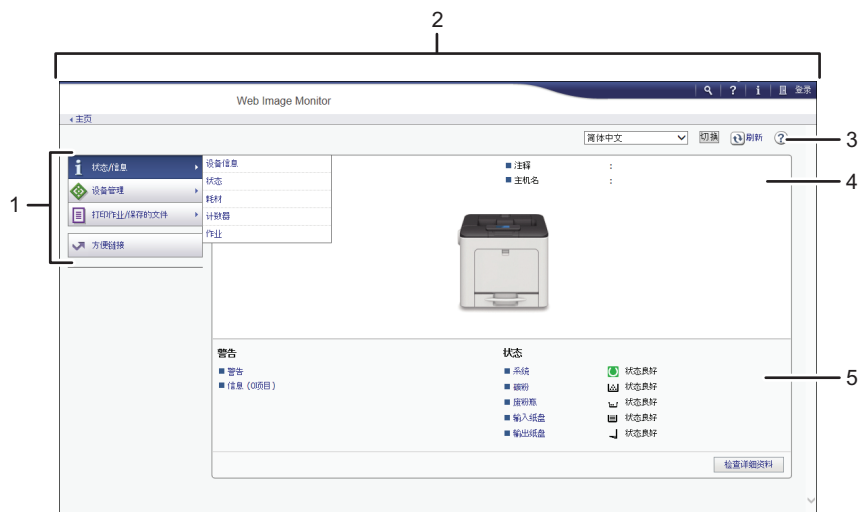 2
登录
Web Image Monitor
主页
简体中文 切换 刷新
3
1
状态/信息
设备管理
打印作业/保存的文件
方便链接
设备信息
状态
耗材
计数器
作业
注释 :
主机名 :
4
警告
警告
信息 (0项目)
状态
系统 状态良好
碳粉 状态良好
废粉瓶 状态良好
输入纸盘 状态良好
输出纸盘 状态良好
5
检查详细资料